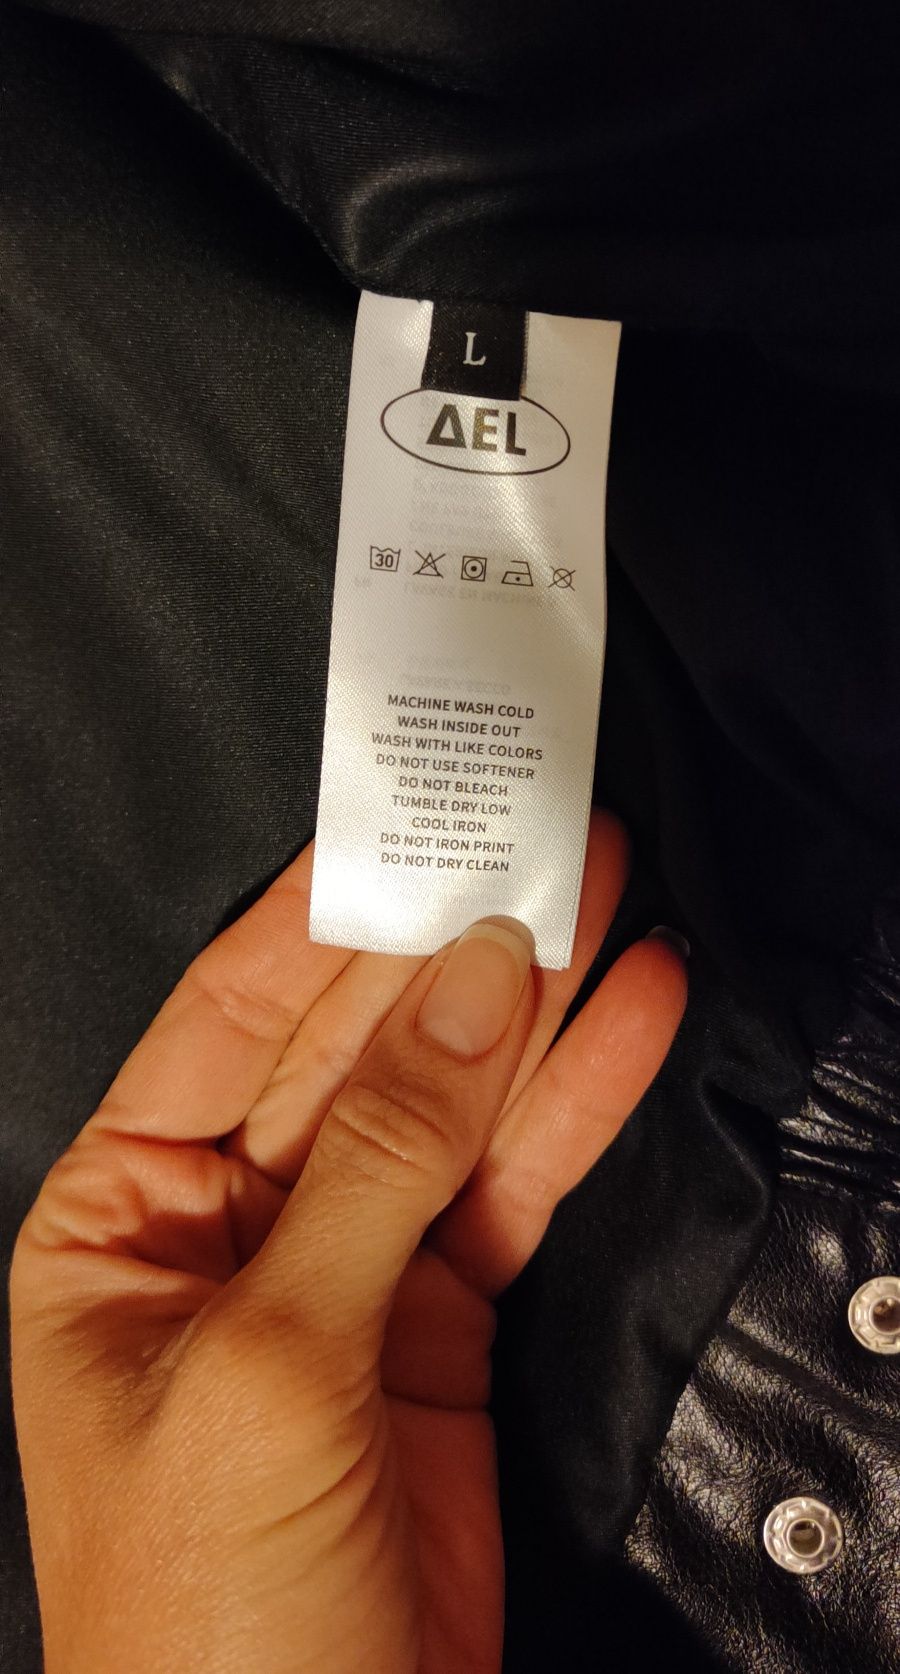 L
ΔEL
30
MACHINE WASH COLD
WASH INSIDE OUT
WASH WITH LIKE COLORS
DO NOT USE SOFTENER
DO NOT BLEACH
TUMBLE DRY LOW
COOL IRON
DO NOT IRON PRINT
DO NOT DRY CLEAN